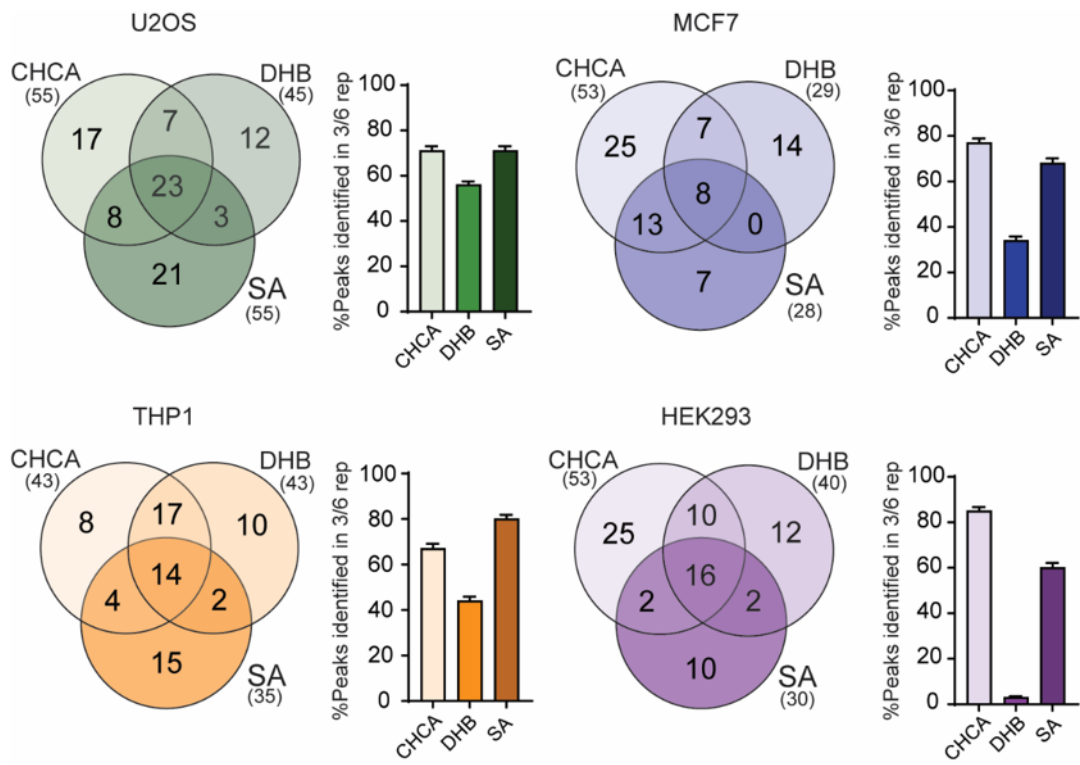 U2OS
CHCA
(55)
DHB
(45)
17
7
12
23
8
3
21
SA
(55)
%Peaks identified in 3/6 rep
100
80
60
40
20
0
CHCA
DHB
SA
MCF7
CHCA
(53)
DHB
(29)
25
7
14
8
13
0
7
SA
(28)
%Peaks identified in 3/6 rep
100
80
60
40
20
0
CHCA
DHB
SA
THP1
CHCA
(43)
DHB
(43)
8
17
10
14
4
2
15
SA
(35)
%Peaks identified in 3/6 rep
100
80
60
40
20
0
CHCA
DHB
SA
HEK293
CHCA
(53)
DHB
(40)
25
10
12
16
2
2
10
SA
(30)
%Peaks identified in 3/6 rep
100
80
60
40
20
0
CHCA
DHB
SA